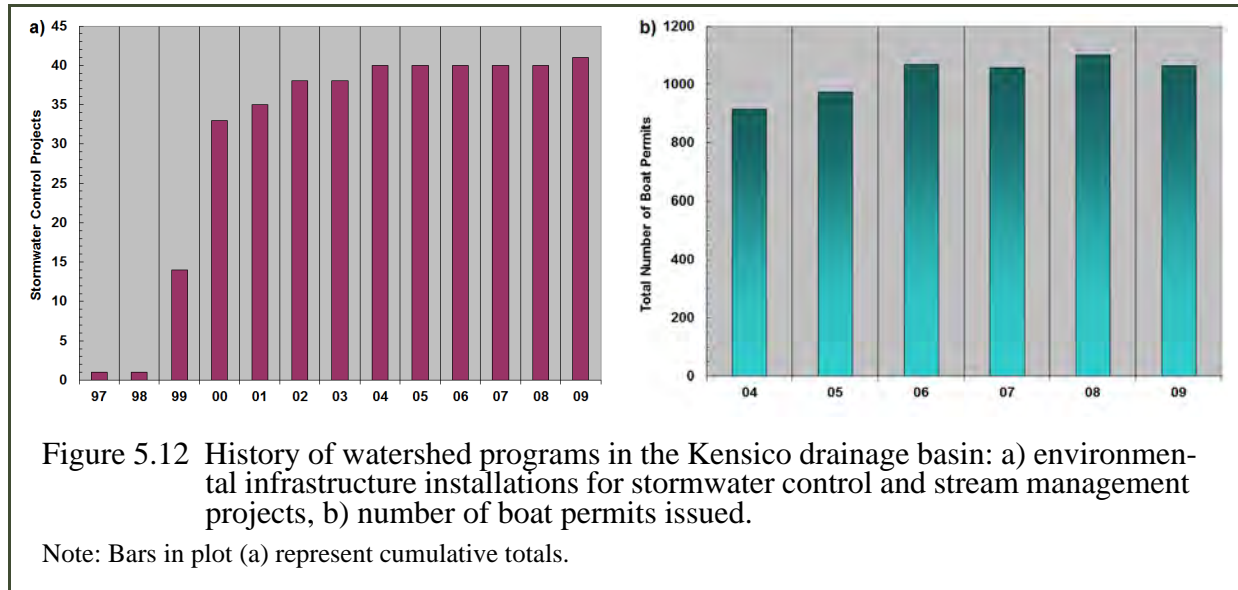 a)
45
40
35
30
25
20
15
10
5
0
Stormwater Control Projects
97 98 99 00 01 02 03 04 05 06 07 08 09
b)
1200
1000
800
600
400
200
0
Total Number of Boat Permits
04 05 06 07 08 09
Figure 5.12 History of watershed programs in the Kensico drainage basin: a) environmen-
tal infrastructure installations for stormwater control and stream management
projects, b) number of boat permits issued.
Note: Bars in plot (a) represent cumulative totals.